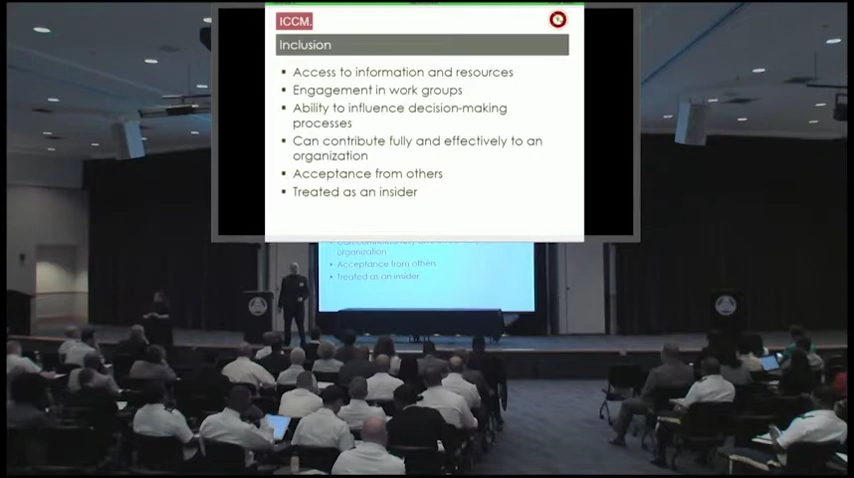 ICCM.
Inclusion
▪ Access to information and resources
▪ Engagement in work groups
▪ Ability to influence decision-making
processes
▪ Can contribute fully and effectively to an
organization
▪ Acceptance from others
▪ Treated as an insider
organization
▪ Acceptance from others
▪ Treated as an insider